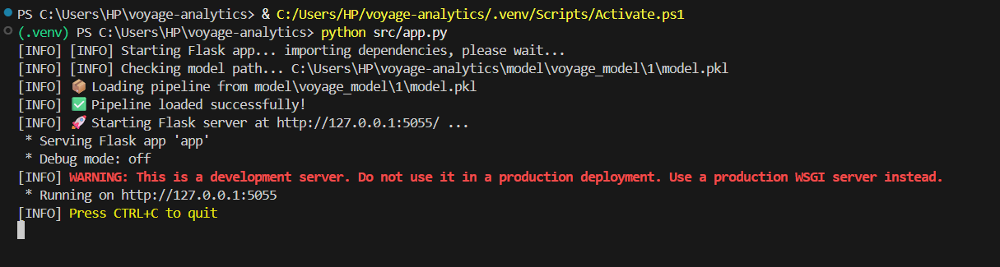 PS C:\Users\HP\voyage-analytics> & C:/Users/HP/voyage-analytics/.venv/Scripts/Activate.ps1
(.venv) PS C:\Users\HP\voyage-analytics> python src/app.py
[INFO] [INFO] Starting Flask app... importing dependencies, please wait...
[INFO] [INFO] Checking model path... C:\Users\HP\voyage-analytics\model\voyage_model\1\model.pkl
[INFO] 📦 Loading pipeline from model\voyage_model\1\model.pkl
[INFO] ✅ Pipeline loaded successfully!
[INFO] 🚀 Starting Flask server at http://127.0.0.1:5055/ ...
 * Serving Flask app 'app'
 * Debug mode: off
[INFO] WARNING: This is a development server. Do not use it in a production deployment. Use a production WSGI server instead.
 * Running on http://127.0.0.1:5055
[INFO] Press CTRL+C to quit